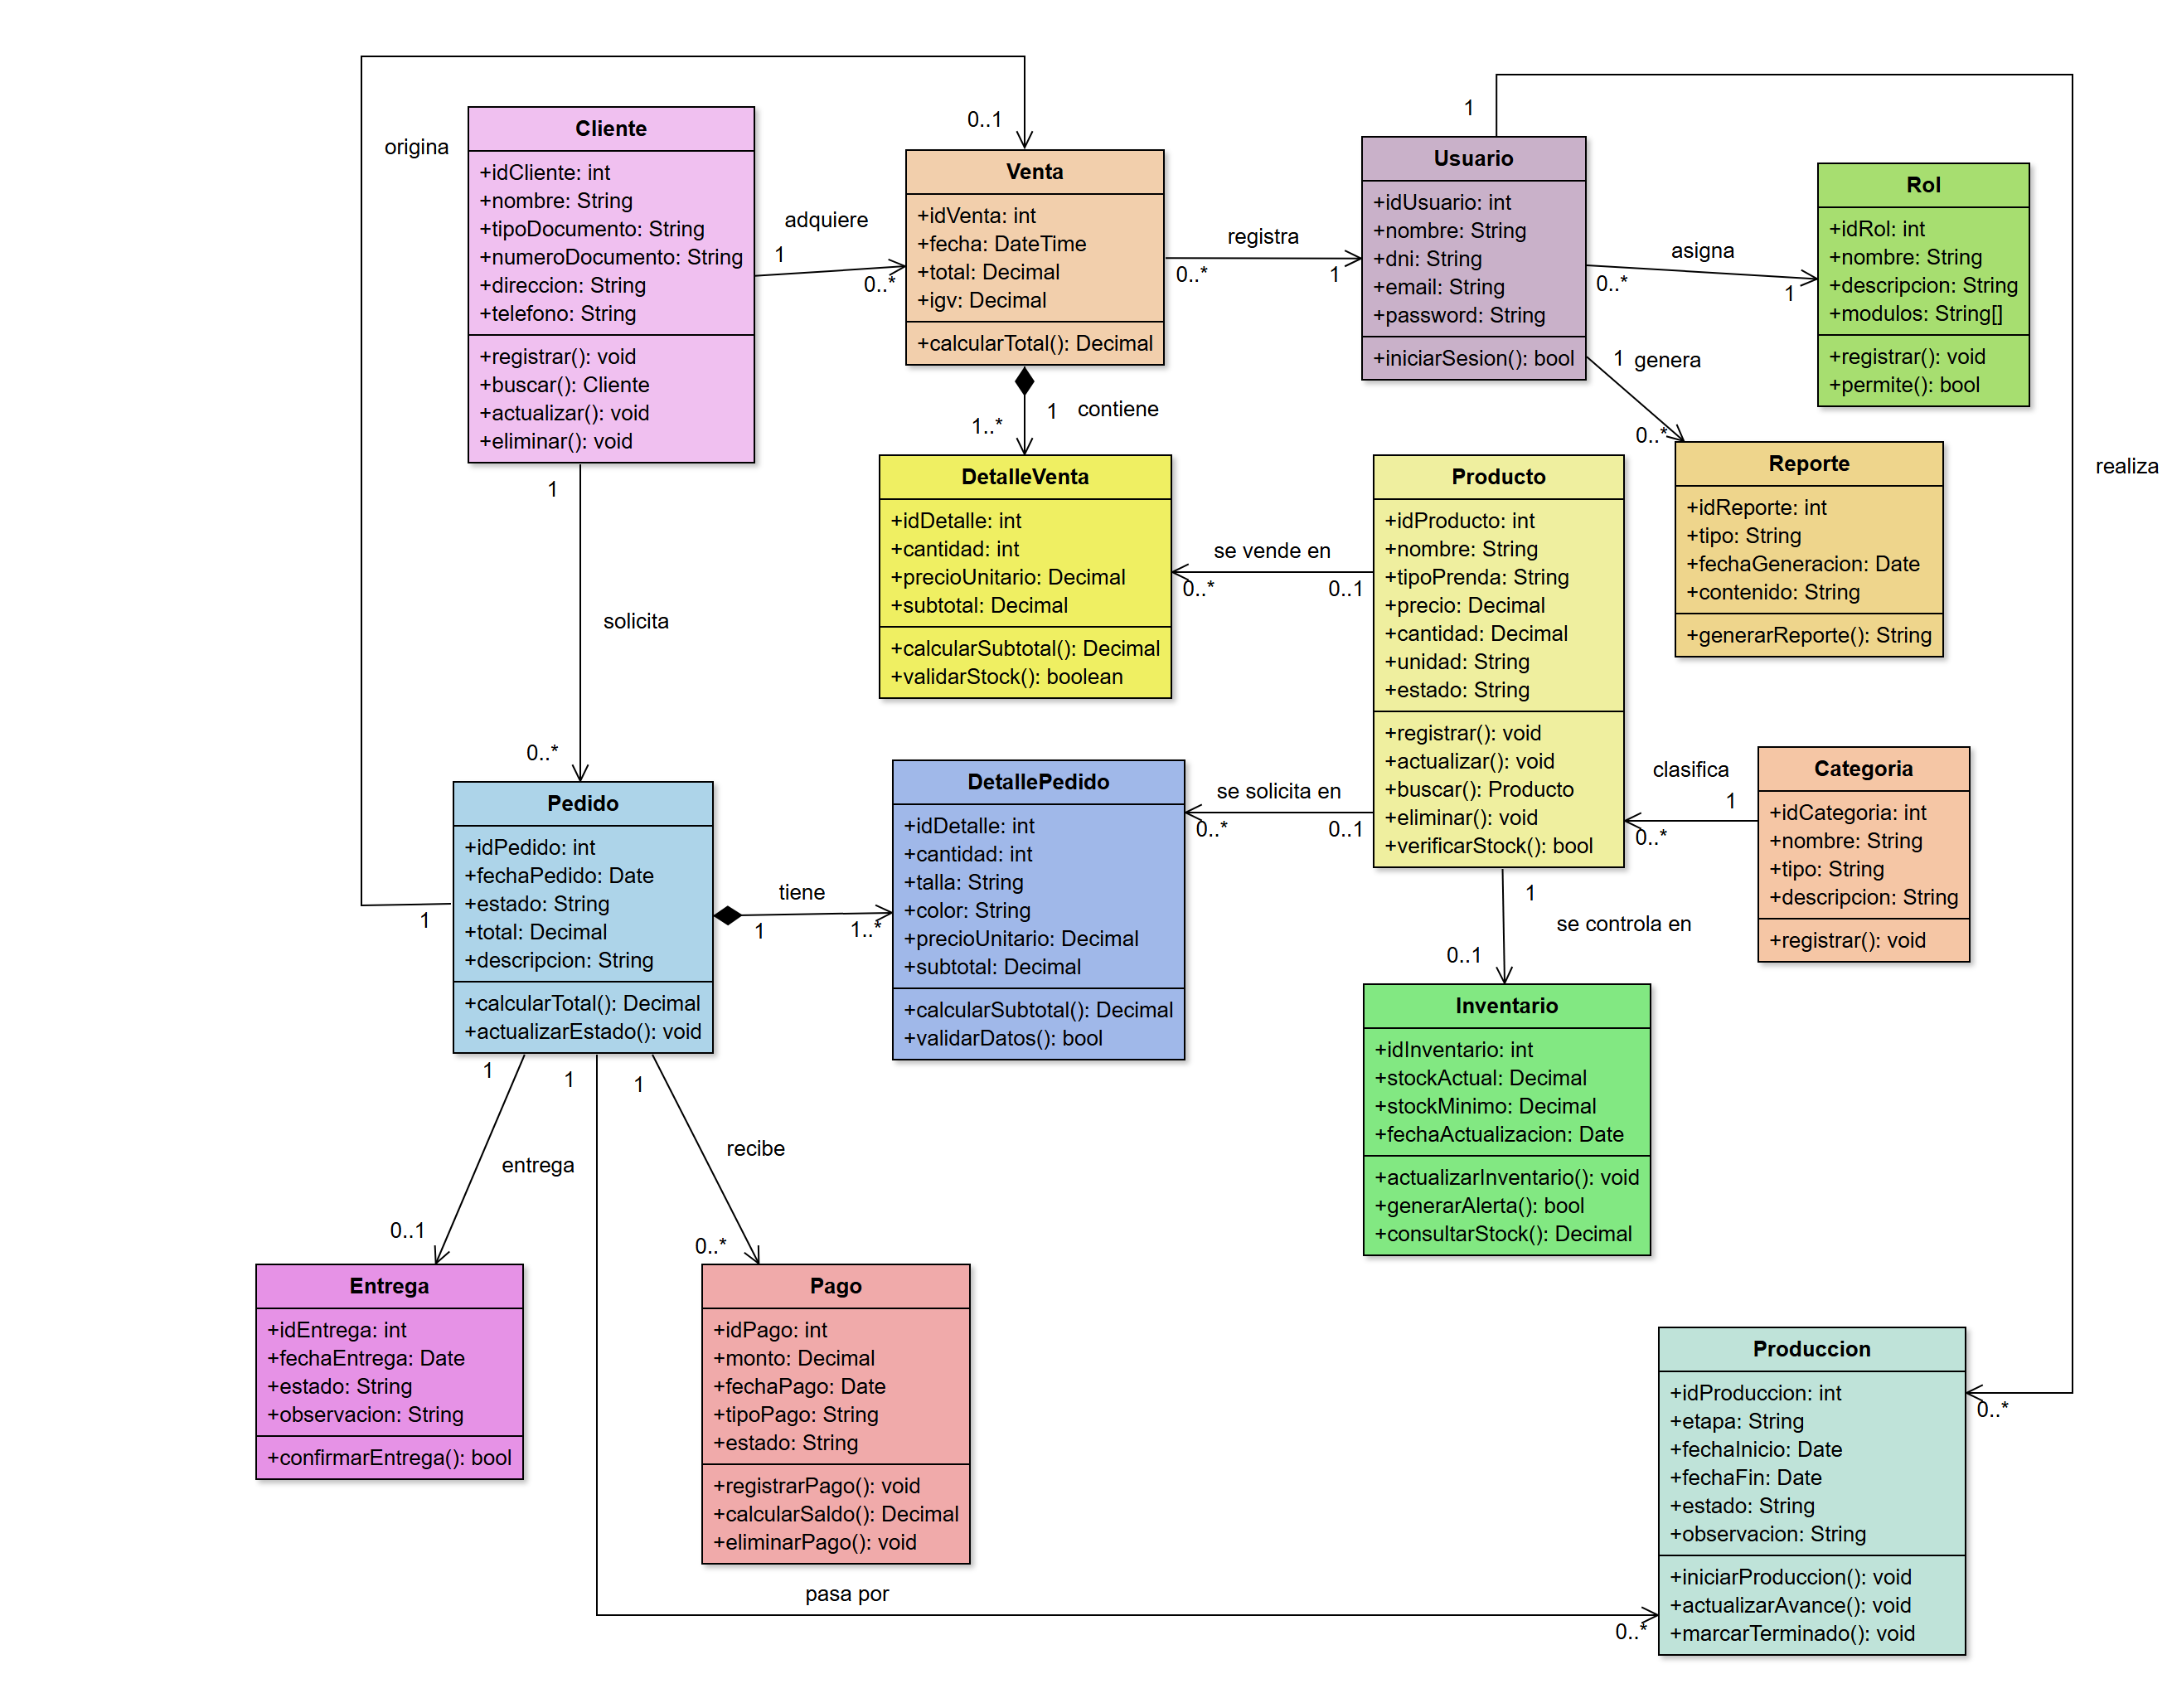 origina
Cliente
+idCliente: int
+nombre: String
+tipoDocumento: String
+numeroDocumento: String
+direccion: String
+telefono: String
+registrar(): void
+buscar(): Cliente
+actualizar(): void
+eliminar(): void
adquiere
1
0..*
0..1
Venta
+idVenta: int
+fecha: DateTime
+total: Decimal
+igv: Decimal
+calcularTotal(): Decimal
registra
0..*
1
1
Usuario
+idUsuario: int
+nombre: String
+dni: String
+email: String
+password: String
+iniciarSesion(): bool
asigna
0..*
1
Rol
+idRol: int
+nombre: String
+descripcion: String
+modulos: String[]
+registrar(): void
+permite(): bool
1 genera
0..*
realiza
1 contiene
1..*
DetalleVenta
+idDetalle: int
+cantidad: int
+precioUnitario: Decimal
+subtotal: Decimal
+calcularSubtotal(): Decimal
+validarStock(): boolean
se vende en
0..*
0..1
Producto
+idProducto: int
+nombre: String
+tipoPrenda: String
+precio: Decimal
+cantidad: Decimal
+unidad: String
+estado: String
+registrar(): void
+actualizar(): void
+buscar(): Producto
+eliminar(): void
+verificarStock(): bool
Reporte
+idReporte: int
+tipo: String
+fechaGeneracion: Date
+contenido: String
+generarReporte(): String
1
solicita
0..*
Pedido
+idPedido: int
+fechaPedido: Date
+estado: String
+total: Decimal
+descripcion: String
+calcularTotal(): Decimal
+actualizarEstado(): void
1
tiene
1
1..*
DetallePedido
+idDetalle: int
+cantidad: int
+talla: String
+color: String
+precioUnitario: Decimal
+subtotal: Decimal
+calcularSubtotal(): Decimal
+validarDatos(): bool
se solicita en
0..*
0..1
clasifica
1
0..*
Categoria
+idCategoria: int
+nombre: String
+tipo: String
+descripcion: String
+registrar(): void
1
se controla en
0..1
Inventario
+idInventario: int
+stockActual: Decimal
+stockMinimo: Decimal
+fechaActualizacion: Date
+actualizarInventario(): void
+generarAlerta(): bool
+consultarStock(): Decimal
1
1
1
entrega
recibe
0..1
0..*
Entrega
+idEntrega: int
+fechaEntrega: Date
+estado: String
+observacion: String
+confirmarEntrega(): bool
Pago
+idPago: int
+monto: Decimal
+fechaPago: Date
+tipoPago: String
+estado: String
+registrarPago(): void
+calcularSaldo(): Decimal
+eliminarPago(): void
pasa por
0..*
0..*
Produccion
+idProduccion: int
+etapa: String
+fechaInicio: Date
+fechaFin: Date
+estado: String
+observacion: String
+iniciarProduccion(): void
+actualizarAvance(): void
+marcarTerminado(): void